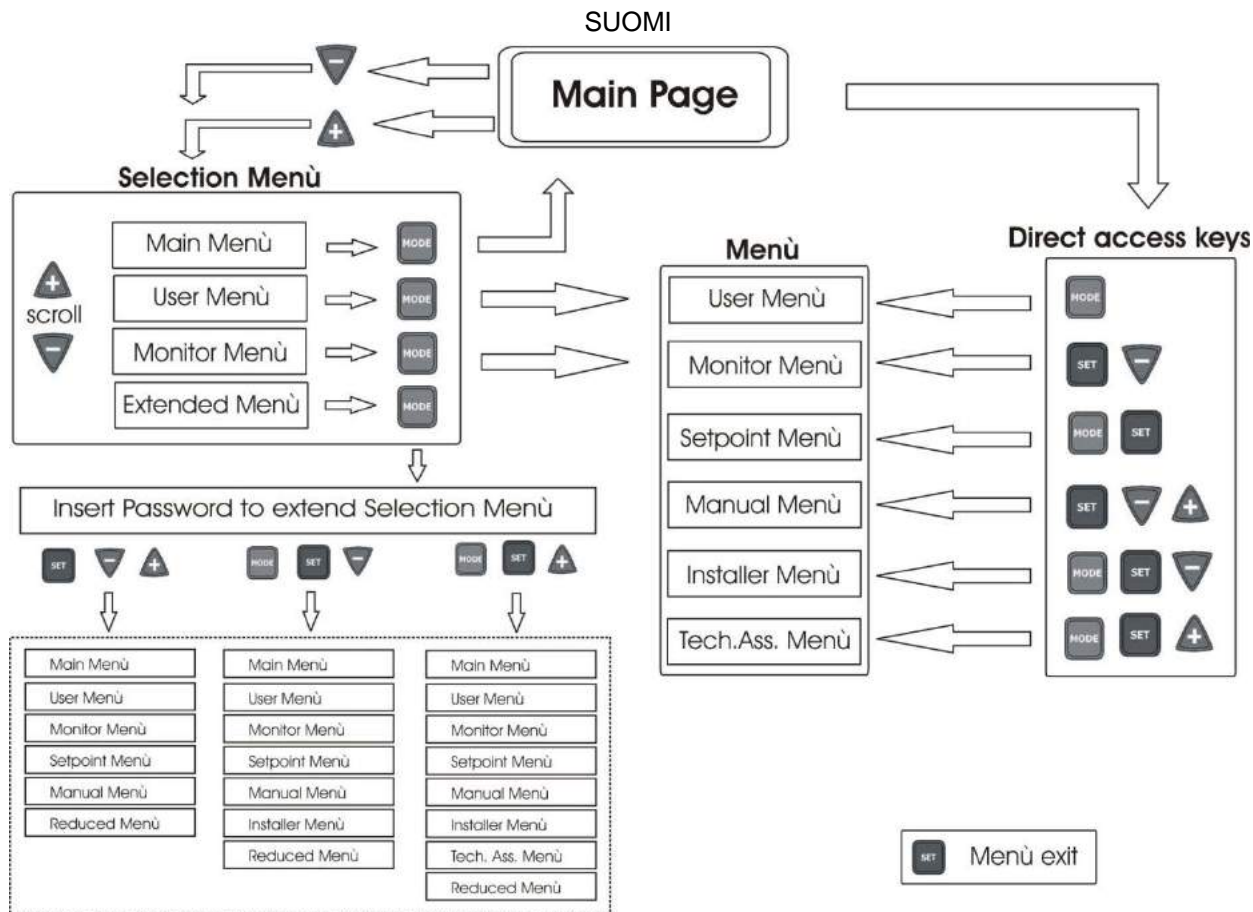 SUOMI
Main Page
Selection Menù
Main Menù
MODE
User Menù
MODE
Monitor Menù
MODE
Extended Menù
MODE
+
scroll
-
Insert Password to extend Selection Menù
SET - +
MODE SET -
MODE SET +
Main Menù
User Menù
Monitor Menù
Setpoint Menù
Manual Menù
Reduced Menù
Main Menù
User Menù
Monitor Menù
Setpoint Menù
Manual Menù
Installer Menù
Reduced Menù
Main Menù
User Menù
Monitor Menù
Setpoint Menù
Manual Menù
Installer Menù
Tech. Ass. Menù
Reduced Menù
Menù
User Menù
Monitor Menù
Setpoint Menù
Manual Menù
Installer Menù
Tech.Ass. Menù
Direct access keys
MODE
SET -
MODE SET
SET - +
MODE SET -
MODE SET +
SET Menù exit
-
+